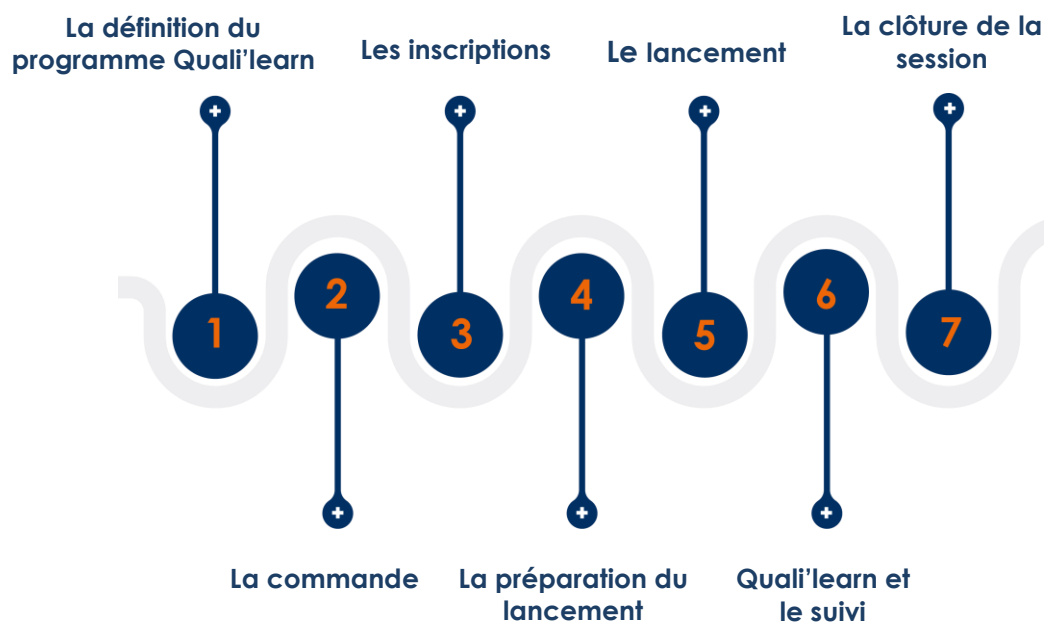 La définition du
programme Quali'learn
Les inscriptions
Le lancement
La clôture de la
session
1
2
3
4
5
6
7
La commande
La préparation du
lancement
Quali'learn et
le suivi